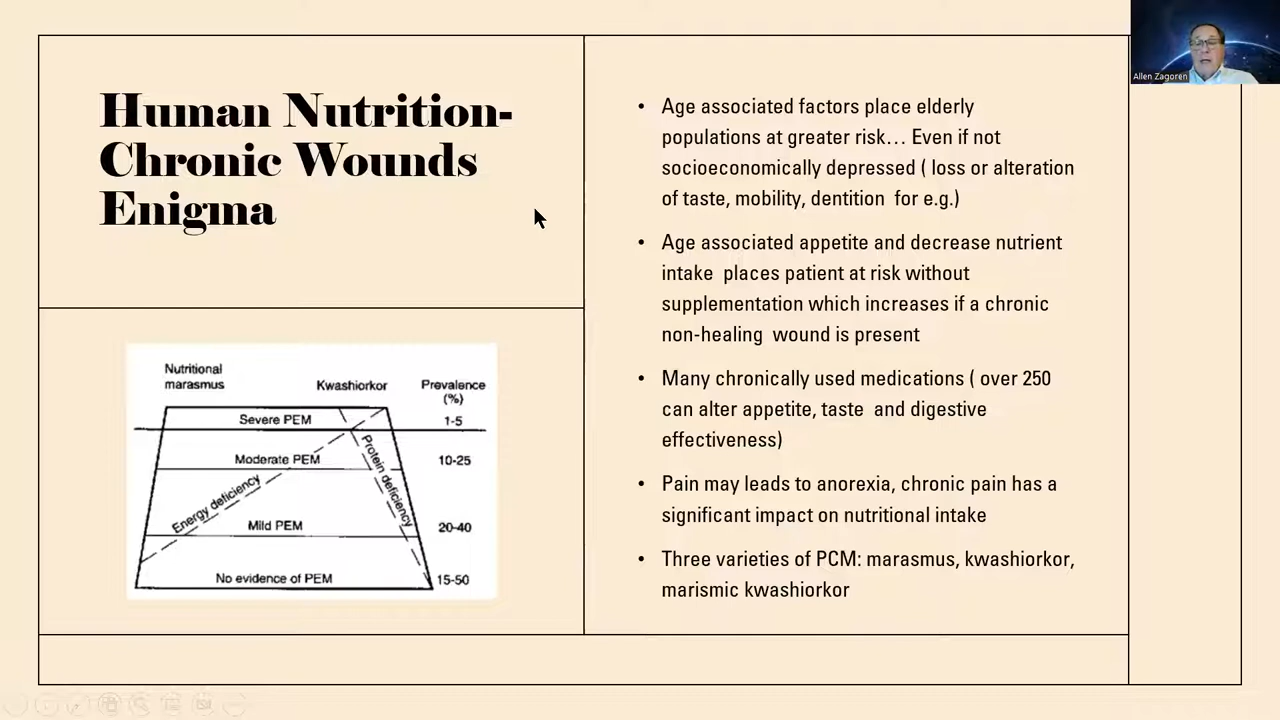 Human Nutrition-
Chronic Wounds
Enigma
Nutritional
marasmus
Kwashiorkor
Prevalence
(%)
Severe PEM
1-5
Moderate PEM
10-25
Energy deficiency
Protein deficiency
Mild PEM
20-40
No evidence of PEM
15-50
• Age associated factors place elderly
populations at greater risk… Even if not
socioeconomically depressed ( loss or alteration
of taste, mobility, dentition for e.g.)
• Age associated appetite and decrease nutrient
intake places patient at risk without
supplementation which increases if a chronic
non-healing wound is present
• Many chronically used medications ( over 250
can alter appetite, taste and digestive
effectiveness)
• Pain may leads to anorexia, chronic pain has a
significant impact on nutritional intake
• Three varieties of PCM: marasmus, kwashiorkor,
marismic kwashiorkor
Allen Zagoren